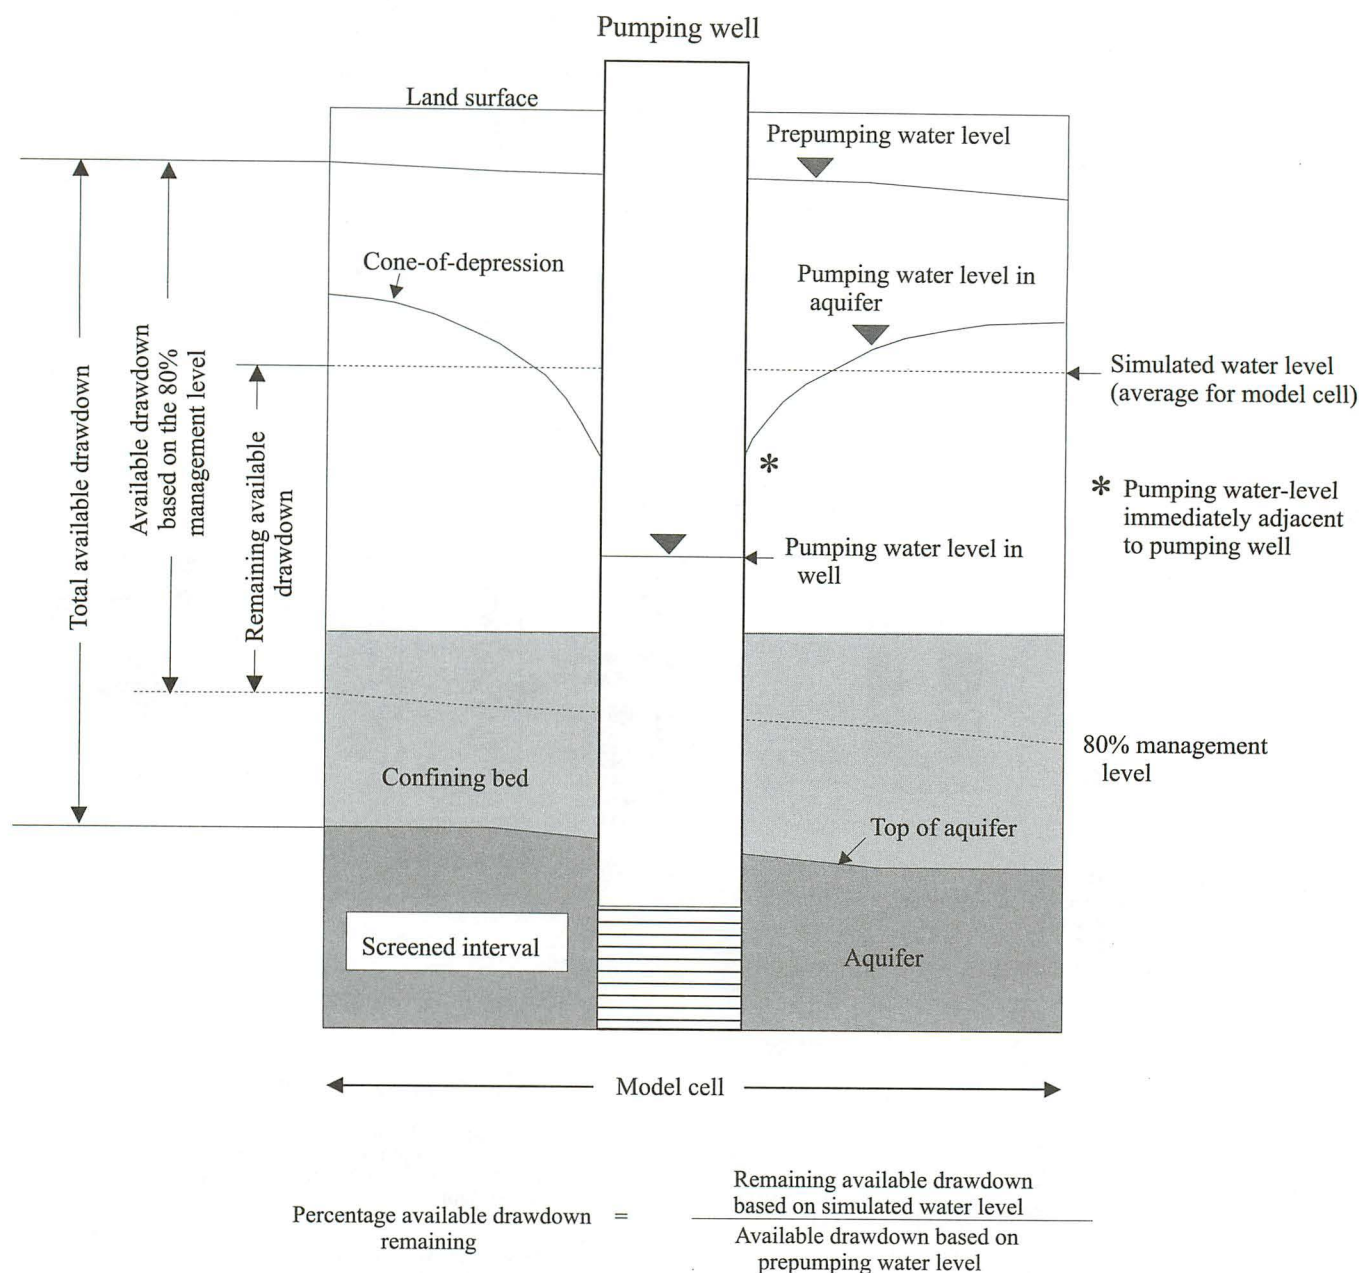 Pumping well
Land surface
Prepumping water level
Cone-of-depression
Pumping water level in
aquifer
Simulated water level
(average for model cell)
Total available drawdown
Available drawdown
based on the 80%
management level
Remaining available
drawdown
*
* Pumping water-level
immediately adjacent
to pumping well
Pumping water level in
well
80% management
level
Confining bed
Top of aquifer
Screened interval
Aquifer
Model cell
Percentage available drawdown
remaining
=
Remaining available drawdown
based on simulated water level
Available drawdown based on
prepumping water level